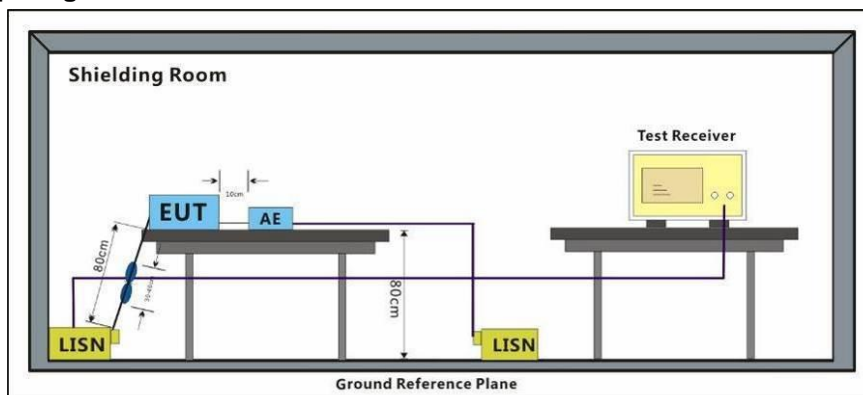 Shielding Room
Test Receiver
10cm
EUT
AE
80cm
80cm
LISN
LISN
Ground Reference Plane